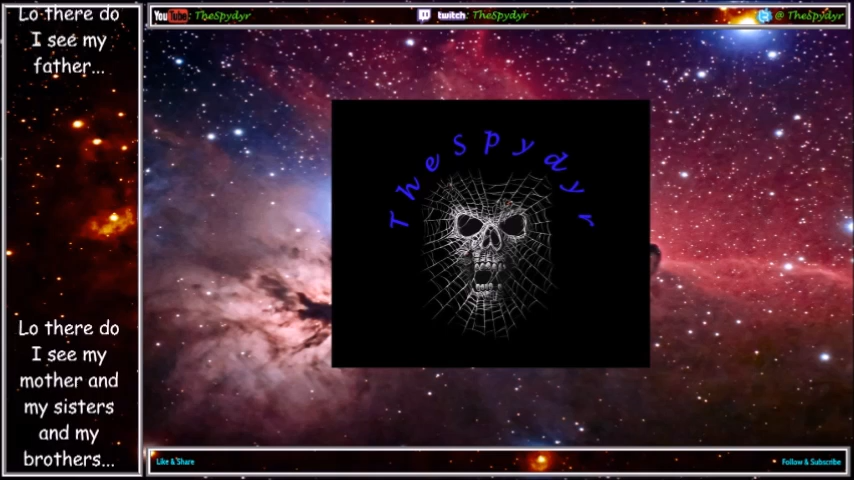 Lo there do
I see my
father...
Lo there do
I see my
mother and
my sisters
and my
brothers...
YouTube: TheSpydyr
twitch: TheSpydyr
@ TheSpydyr
TheSpydyr
Like & Share
Follow & Subscribe